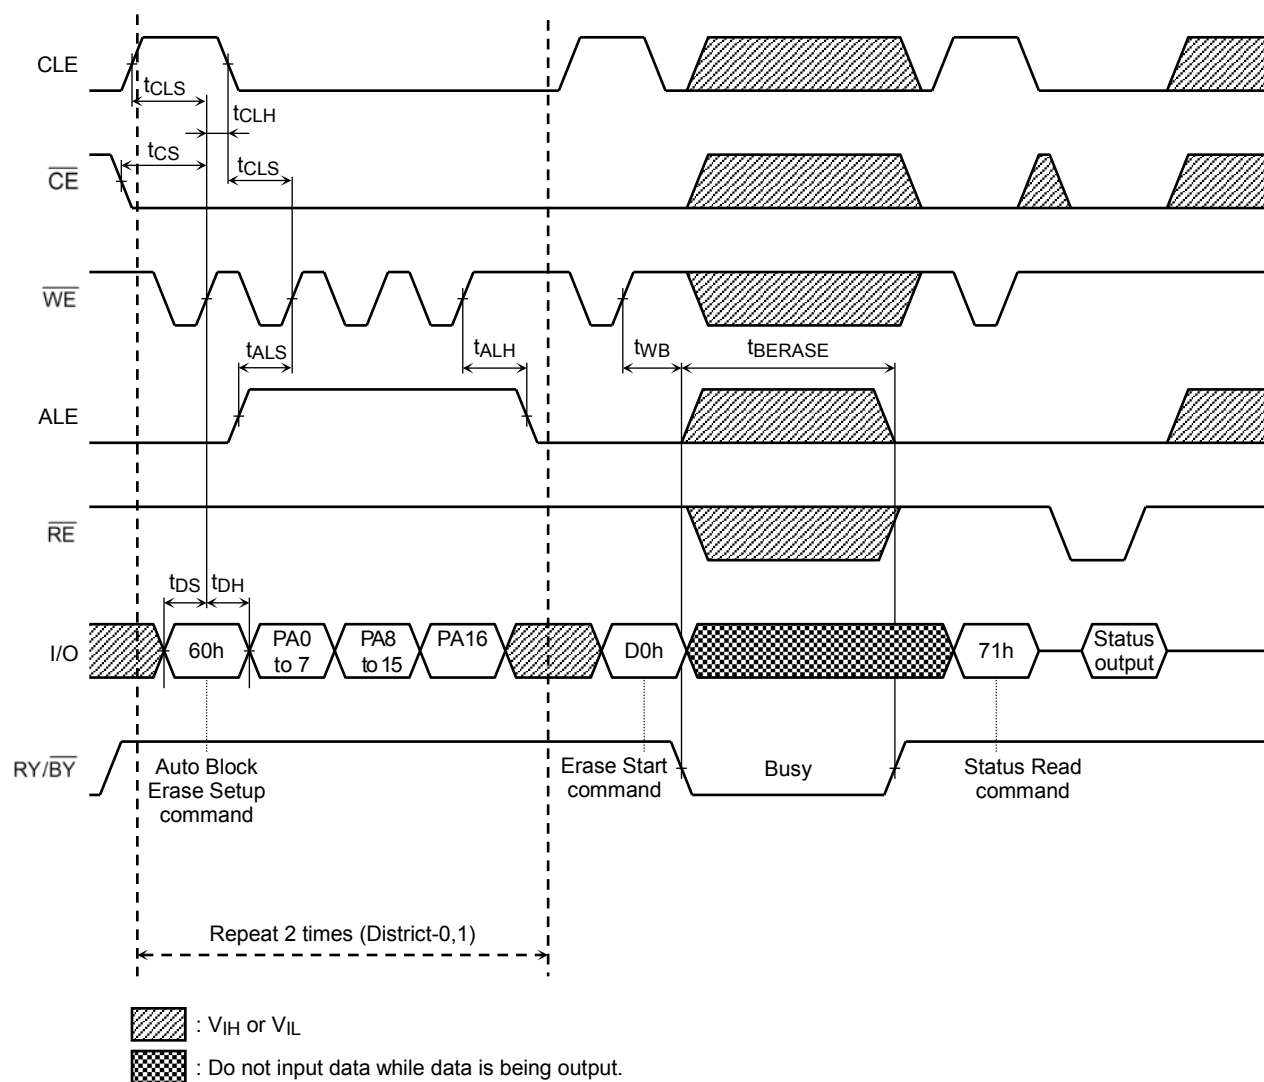 CLE
tCLS
tCLH
tCS
tCLS
CE
WE
tALS
tALH
tWB
tBERASE
ALE
RE
tDS
tDH
I/O
60h
PA0 to 7
PA8 to 15
PA16
D0h
71h
Status output
RY/BY
Auto Block
Erase Setup
command
Erase Start
command
Busy
Status Read
command
Repeat 2 times (District-0,1)
: VIH or VIL
: Do not input data while data is being output.